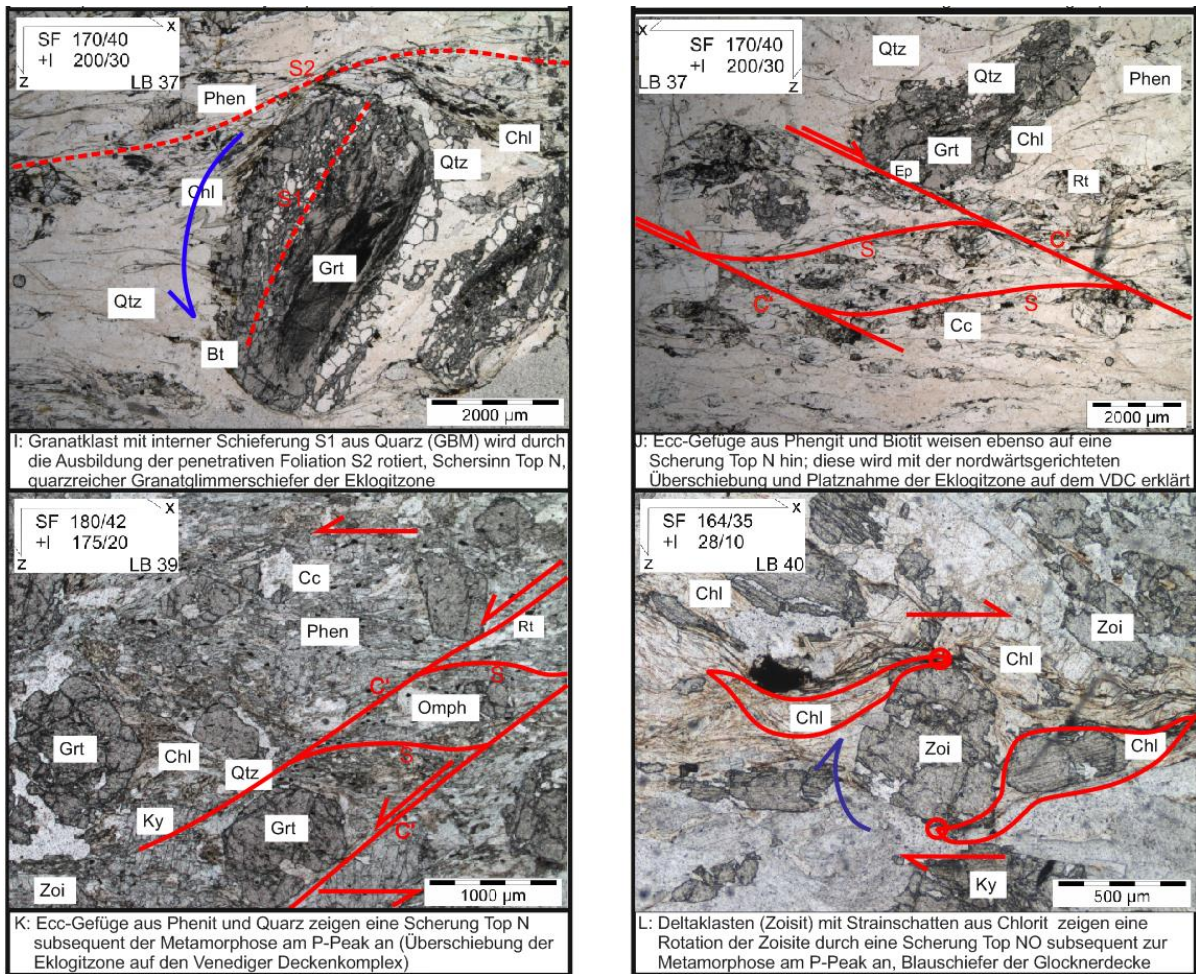 SF 170/40
+I 200/30
X
Z
LB 37
S2
Phen
Chl
Qtz
Chl
S1
Grt
Qtz
Bt
2000 µm
I: Granatklast mit interner Schieferung S1 aus Quarz (GBM) wird durch
die Ausbildung der penetrativen Foliation S2 rotiert, Schersinn Top N,
quarzreicher Granatglimmerschiefer der Eklogitzone
X
SF 170/40
+I 200/30
LB 37
Z
Qtz
Qtz
Phen
Chl
Grt
Ep
Rt
C'
S
C'
S
Cc
2000 µm
J: Ecc-Gefüge aus Phengit und Biotit weisen ebenso auf eine
Scherung Top N hin; diese wird mit der nordwärtsgerichteten
Überschiebung und Platznahme der Eklogitzone auf dem VDC erklärt
X
SF 180/42
+I 175/20
Z
LB 39
Cc
Phen
Rt
C'
S
Omph
Grt
Chl
Qtz
S
Ky
Grt
C'
Zoi
1000 µm
K: Ecc-Gefüge aus Phenit und Quarz zeigen eine Scherung Top N
subsequent der Metamorphose am P-Peak an (Überschiebung der
Eklogitzone auf den Venediger Deckenkomplex)
X
SF 164/35
+I 28/10
Z
LB 40
Chl
Zoi
Chl
Chl
Zoi
Chl
Ky
500 µm
L: Deltaklasten (Zoisit) mit Strainschatten aus Chlorit zeigen eine
Rotation der Zoisite durch eine Scherung Top NO subsequent zur
Metamorphose am P-Peak an, Blauschiefer der Glocknerdecke